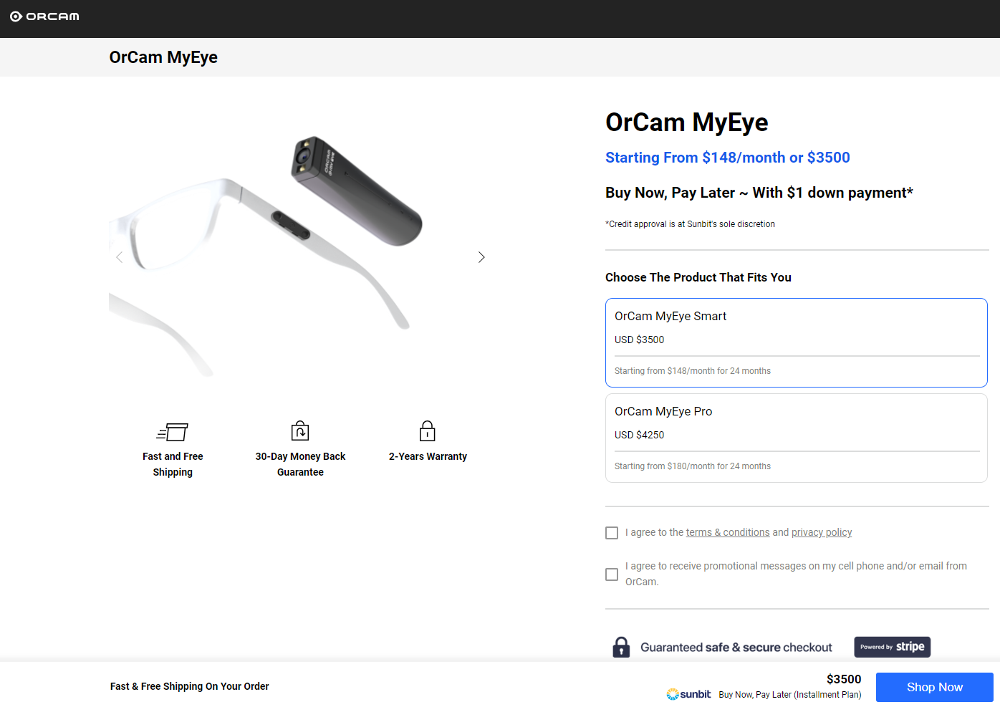 ORCAM
OrCam MyEye
ORCAM
my eye
OrCam MyEye
Starting From $148/month or $3500
Buy Now, Pay Later ~ With $1 down payment*
*Credit approval is at Sunbit's sole discretion
Choose The Product That Fits You
OrCam MyEye Smart
USD $3500
Starting from $148/month for 24 months
OrCam MyEye Pro
USD $4250
Starting from $180/month for 24 months
Fast and Free
Shipping
30-Day Money Back
Guarantee
2-Years Warranty
I agree to the terms & conditions and privacy policy
I agree to receive promotional messages on my cell phone and/or email from
OrCam.
Guaranteed safe & secure checkout
Powered by stripe
Fast & Free Shipping On Your Order
$3500
sunbit Buy Now, Pay Later (Installment Plan)
Shop Now